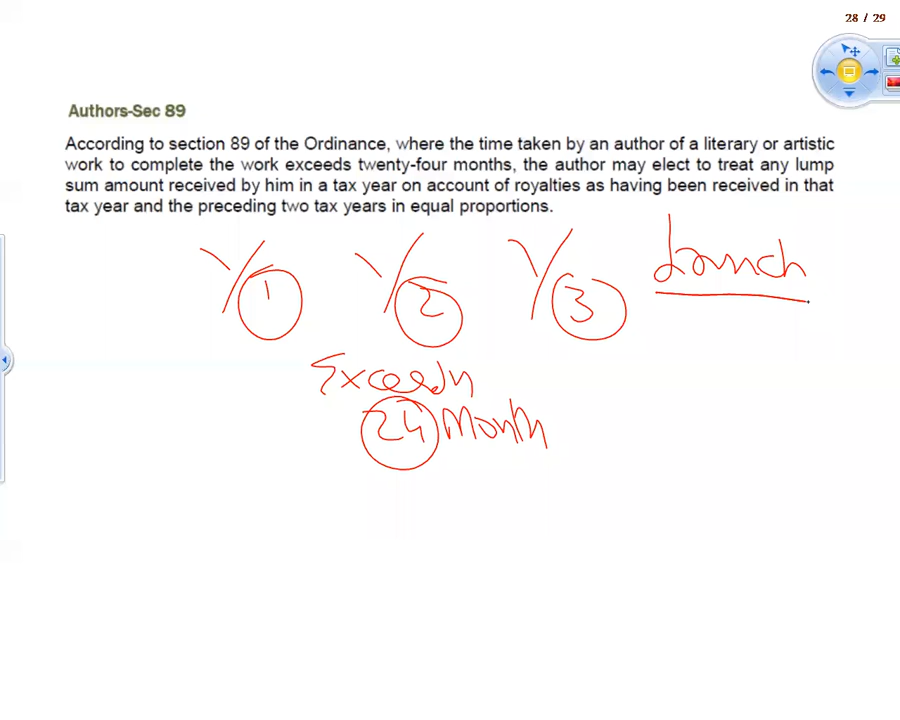 28 / 29
Authors-Sec 89
According to section 89 of the Ordinance, where the time taken by an author of a literary or artistic
work to complete the work exceeds twenty-four months, the author may elect to treat any lump
sum amount received by him in a tax year on account of royalties as having been received in that
tax year and the preceding two tax years in equal proportions.
Y/1 Y/2 Y/3 Launch
Exceeds
24 Month